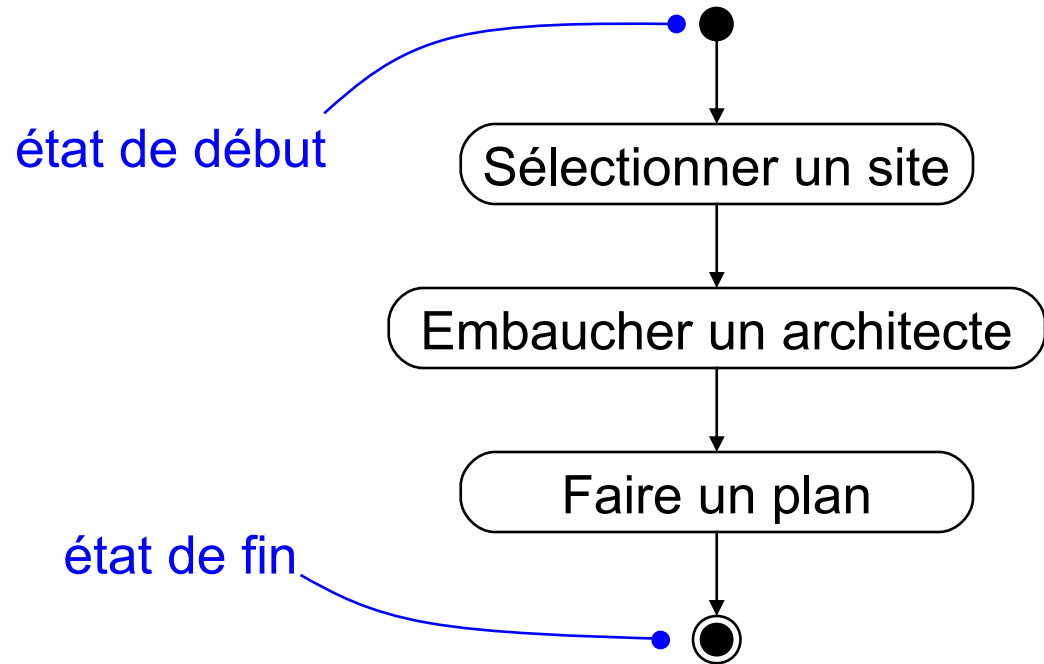 état de début
Sélectionner un site
Embaucher un architecte
Faire un plan
état de fin